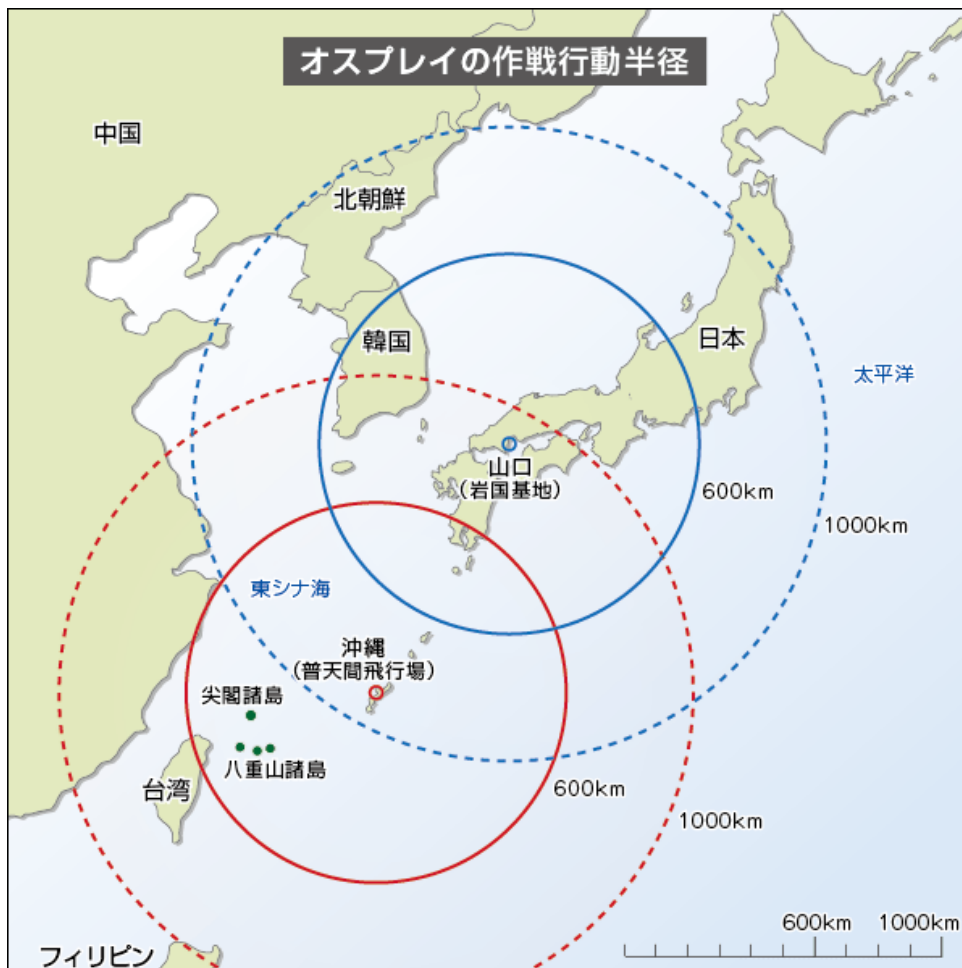 オスプレイの作戦行動半径
中国
北朝鮮
韓国
日本
太平洋
山口
（岩国基地）
600km
1000km
東シナ海
沖縄
（普天間飛行場）
尖閣諸島
八重山諸島
台湾
600km
1000km
フィリピン
600km 1000km